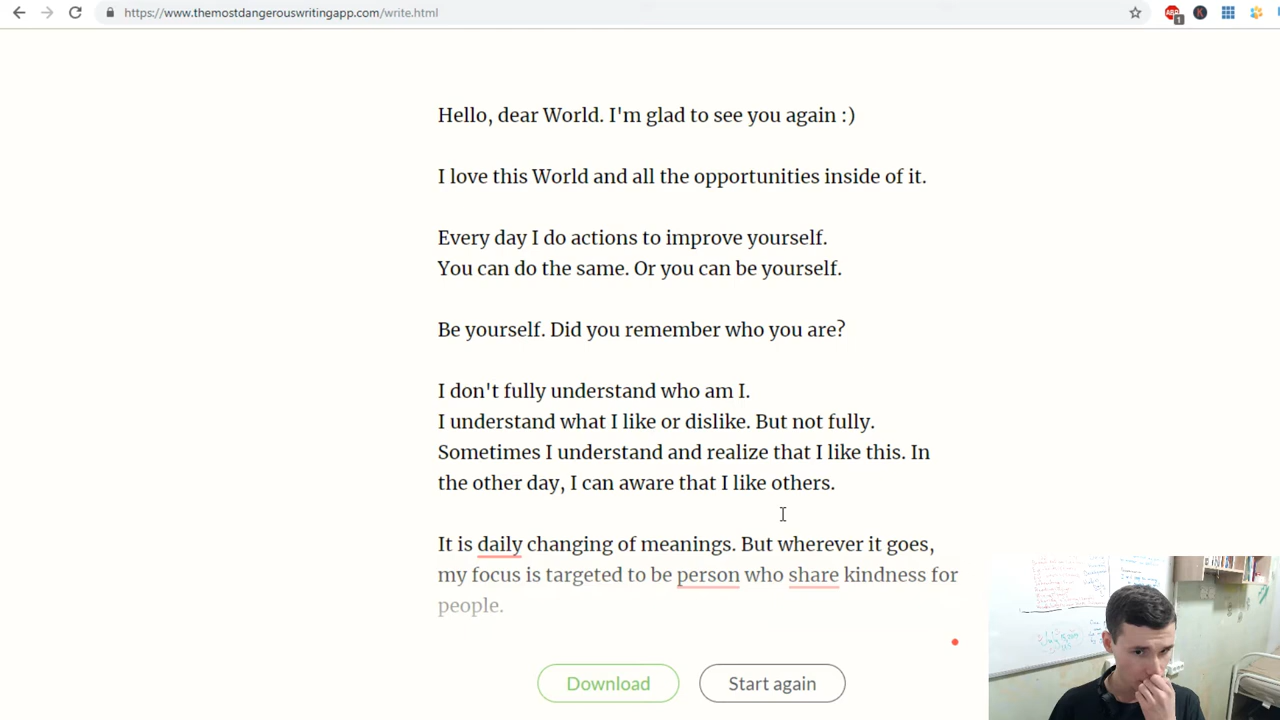 https://www.themostdangerouswritingapp.com/write.html
ABP
1
K
Hello, dear World. I'm glad to see you again :)
I love this World and all the opportunities inside of it.
Every day I do actions to improve yourself.
You can do the same. Or you can be yourself.
Be yourself. Did you remember who you are?
I don't fully understand who am I.
I understand what I like or dislike. But not fully.
Sometimes I understand and realize that I like this. In
the other day, I can aware that I like others.
It is daily changing of meanings. But wherever it goes,
my focus is targeted to be person who share kindness for
people.
Download
Start again